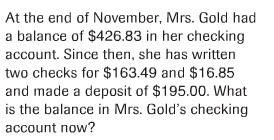 At the end of November, Mrs. Gold had
a balance of $426.83 in her checking
account. Since then, she has written
two checks for $163.49 and $16.85
and made a deposit of $195.00. What
is the balance in Mrs. Gold's checking
account now?